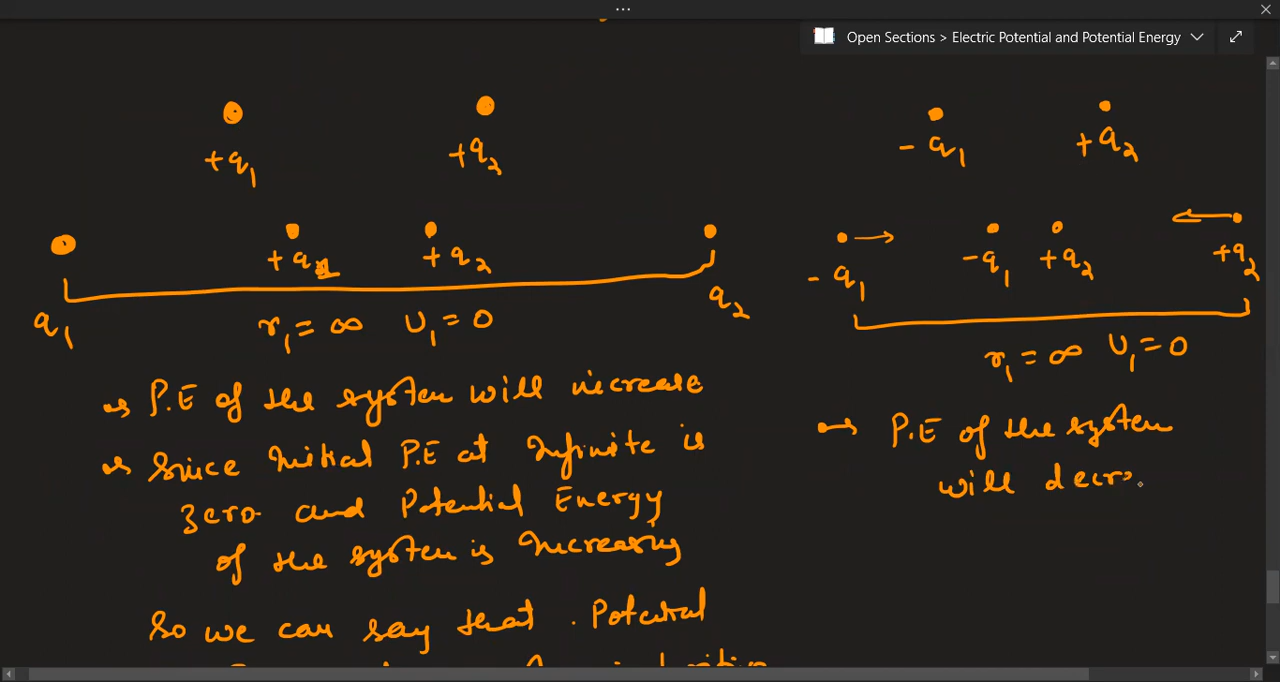 Open Sections > Electric Potential and Potential Energy
+q1 +q2
+q1 +q2
q1 q2
r1 = ∞ U1 = 0
P.E of the system will increase
Since initial P.E at Infinite is
Zero and Potential Energy
of the system is Increasing
So we can say that . Potential
-q1 +q2
-q1 -q1 +q2 +q2
r1 = ∞ U1 = 0
P.E of the system
will decr